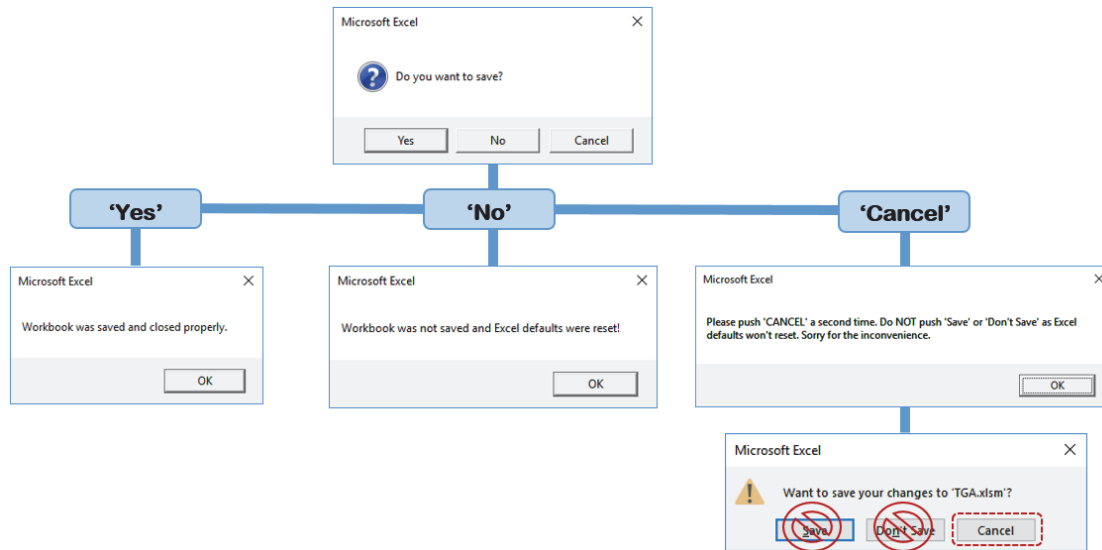 Microsoft Excel
Do you want to save?
Yes No Cancel
‘Yes’ ‘No’ ‘Cancel’
Microsoft Excel
Workbook was saved and closed properly.
OK
Microsoft Excel
Workbook was not saved and Excel defaults were reset!
OK
Microsoft Excel
Please push 'CANCEL' a second time. Do NOT push 'Save' or 'Don't Save' as Excel
defaults won't reset. Sorry for the inconvenience.
OK
Microsoft Excel
Want to save your changes to 'TGA.xlsm'?
Save Don't Save Cancel